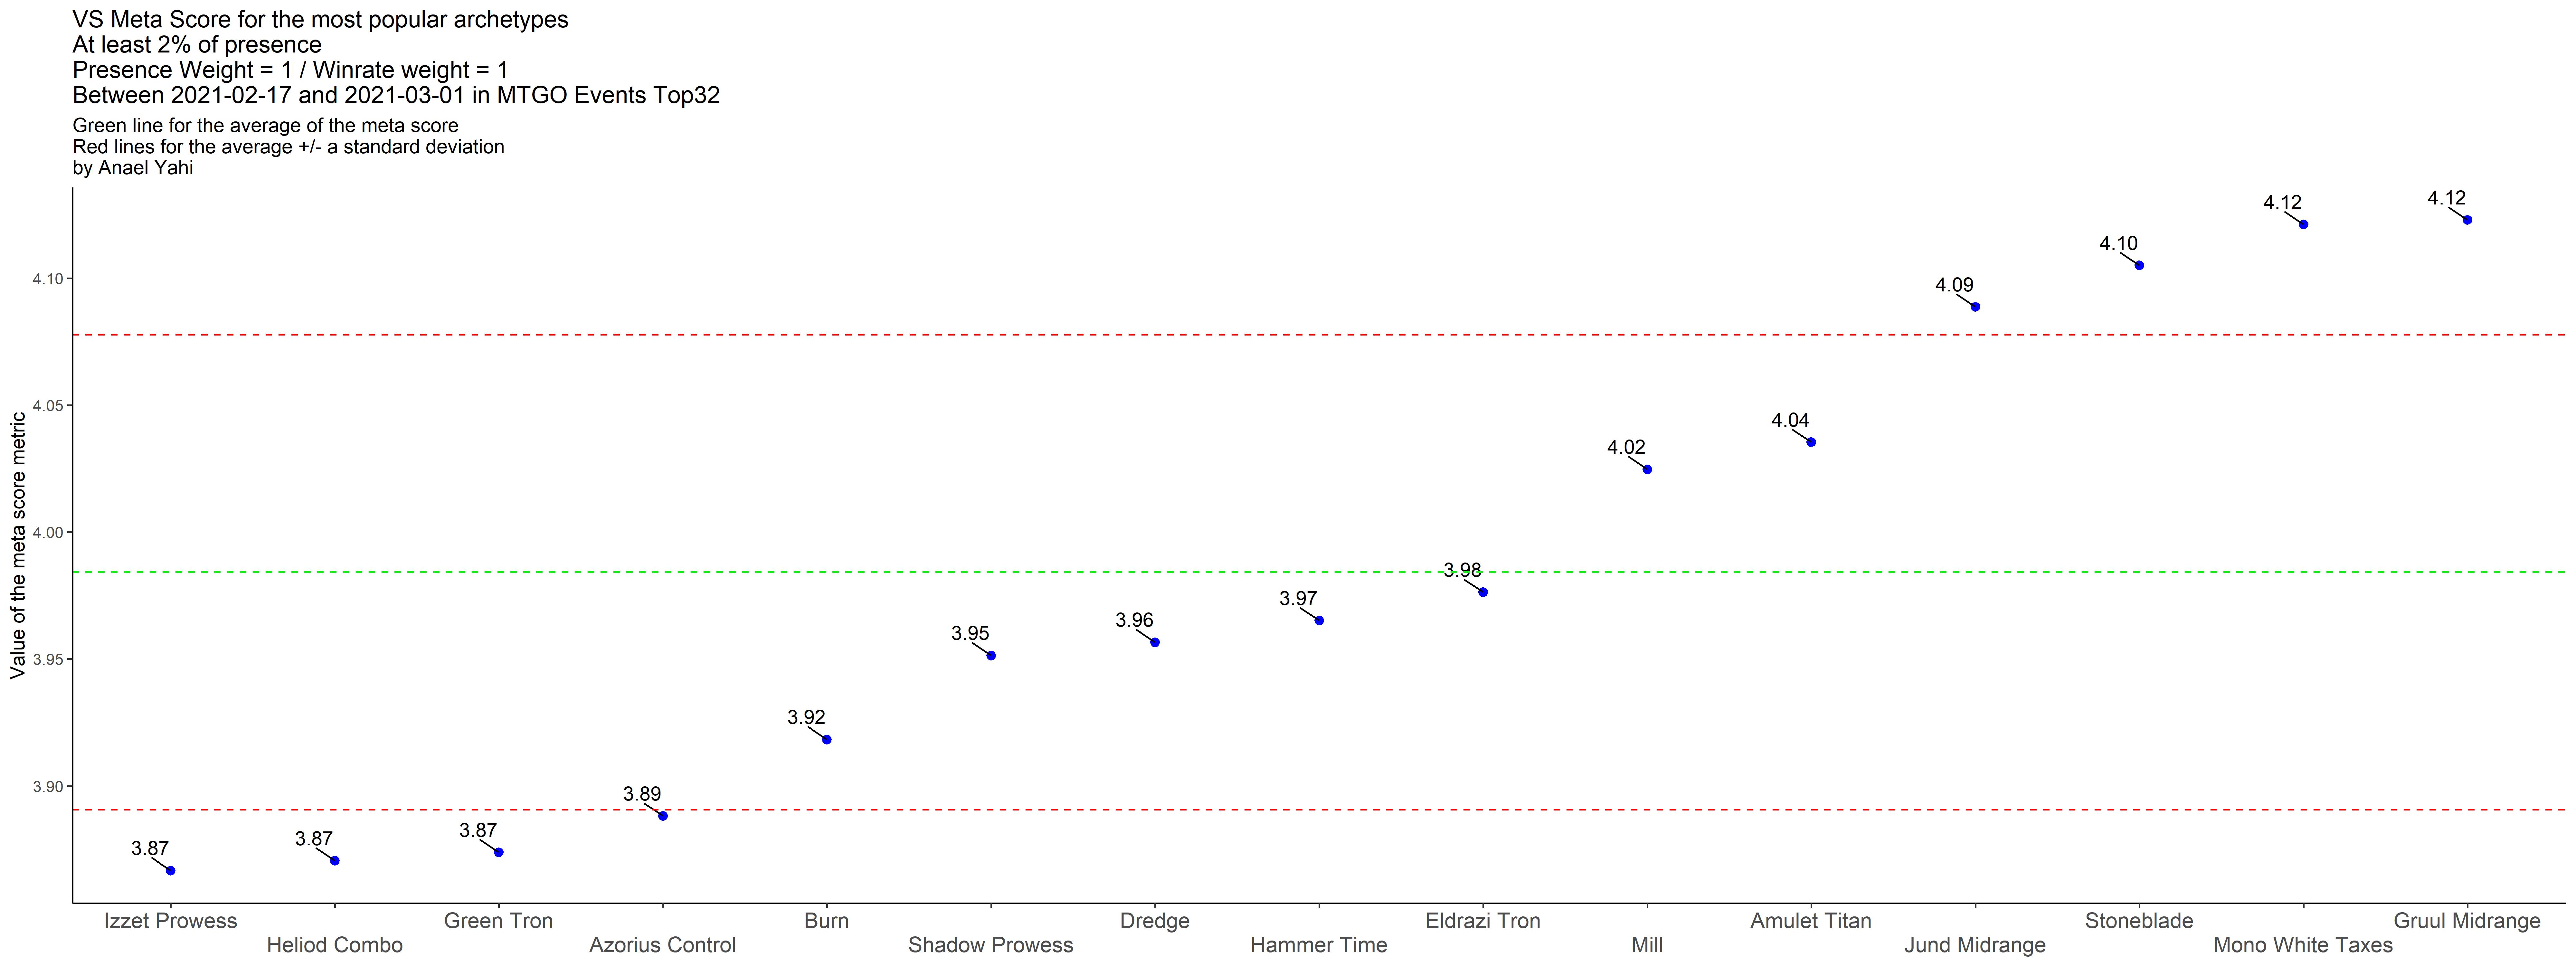 VS Meta Score for the most popular archetypes
At least 2% of presence
Presence Weight = 1 / Winrate weight = 1
Between 2021-02-17 and 2021-03-01 in MTGO Events Top32
Green line for the average of the meta score
Red lines for the average +/- a standard deviation
by Anael Yahi
Value of the meta score metric
4.10
4.05
4.00
3.95
3.90
3.87
3.87
3.87
3.89
3.92
3.95
3.96
3.97
3.98
4.02
4.04
4.09
4.10
4.12
4.12
Izzet Prowess
Heliod Combo
Green Tron
Azorius Control
Burn
Shadow Prowess
Dredge
Hammer Time
Eldrazi Tron
Mill
Amulet Titan
Jund Midrange
Stoneblade
Mono White Taxes
Gruul Midrange